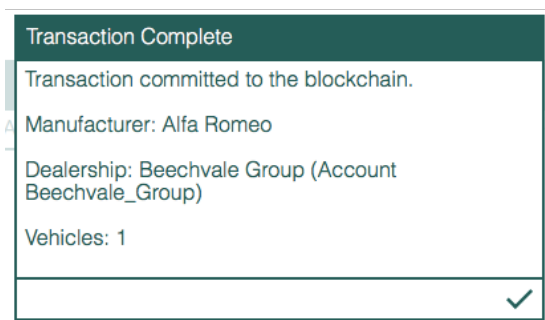 Transaction Complete
Transaction committed to the blockchain.
Manufacturer: Alfa Romeo
Dealership: Beechvale Group (Account
Beechvale_Group)
Vehicles: 1